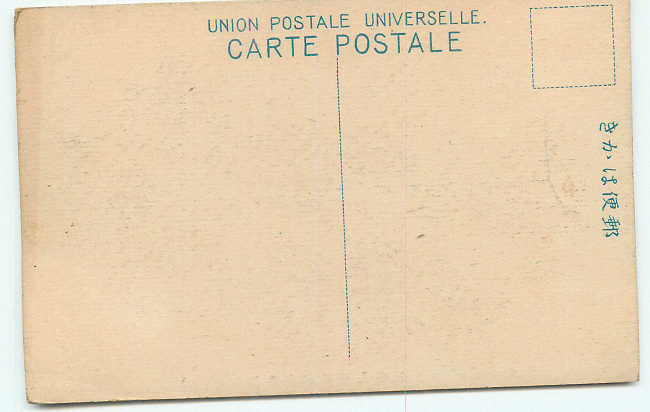 UNION POSTALE UNIVERSELLE.
CARTE POSTALE
郵便はかき